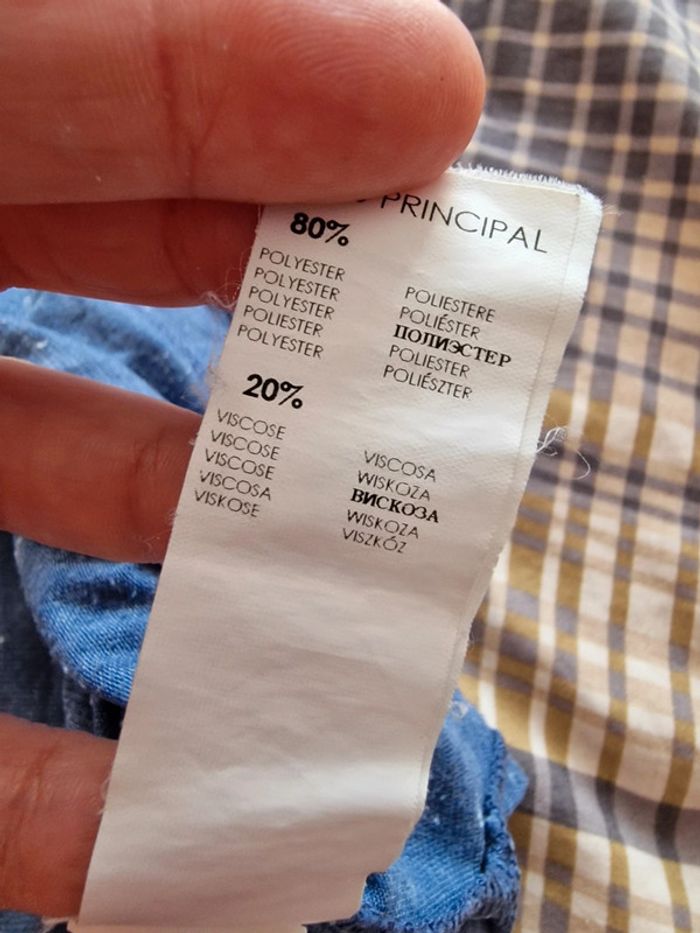 PRINCIPAL
80%
POLYESTER
POLYESTER
POLYESTER
POLIESTER
POLYESTER
POLIESTERE
POLIÉSTER
ПОЛИЭСТЕР
POLIESTER
POLIÉSZTER
20%
VISCOSE
VISCOSE
VISCOSE
VISCOSA
VISKOSE
VISCOSA
WISKOZA
ВИСКОЗА
WISKOZA
VISZKÓZ